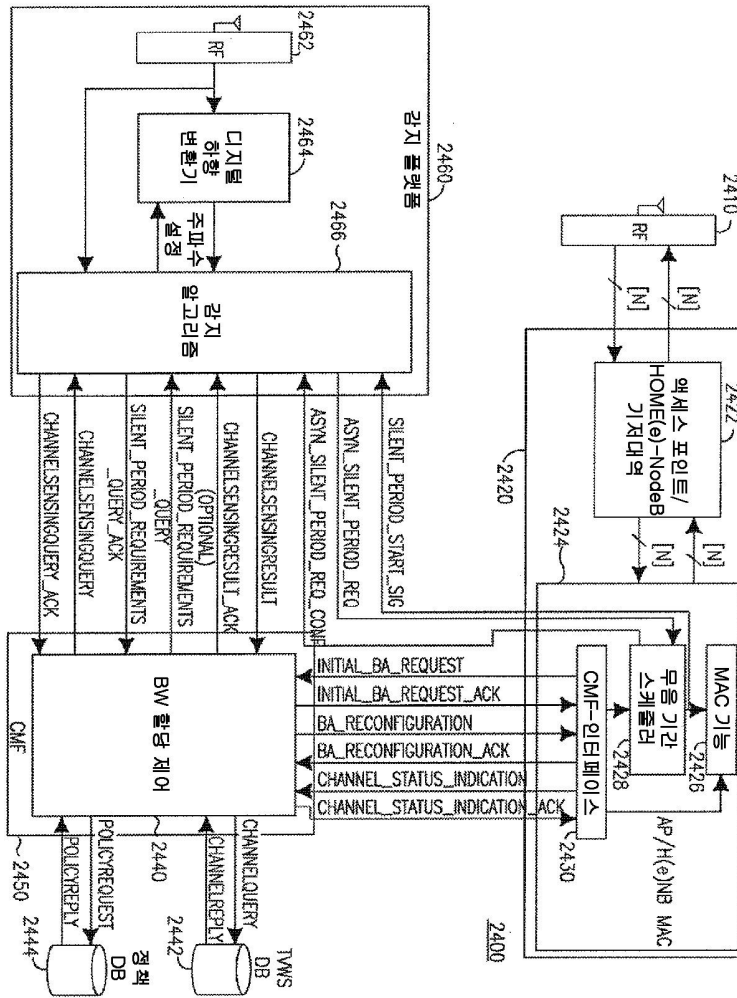 2400
2410
RF
[N]
[N]
2420
2422
액세스 포인트/
HOME(e)-NodeB
기저대역
[N]
[N]
2424
MAC 기능
2426
무음 기간
스케줄러
2428
CMF-인터페이스
2430
AP/H(e)NB MAC
2460
감지 플랫폼
2462
RF
2464
디지털
하향
변환기
주파수
설정
2466
감지
알고리즘
SILENT_PERIOD_START_SIG
ASYN_SILENT_PERIOD_REQ
ASYN_SILENT_PERIOD_REQ_CONF
CHANNELSENSINGRESULT
CHANNELSENSINGRESULT_ACK
(OPTIONAL)
SILENT_PERIOD_REQUIREMENTS
_QUERY
SILENT_PERIOD_REQUIREMENTS
_QUERY_ACK
CHANNELSENSINGQUERY
CHANNELSENSINGQUERY_ACK
INITIAL_BA_REQUEST
INITIAL_BA_REQUEST_ACK
BA_RECONFIGURATION
BA_RECONFIGURATION_ACK
CHANNEL_STATUS_INDICATION
CHANNEL_STATUS_INDICATION_ACK
BW 할당 제어
CMF
2440
2450
CHANNELQUERY
CHANNELREPLY
POLICYREQUEST
POLICYREPLY
TVWS
DB
2442
정책
DB
2444